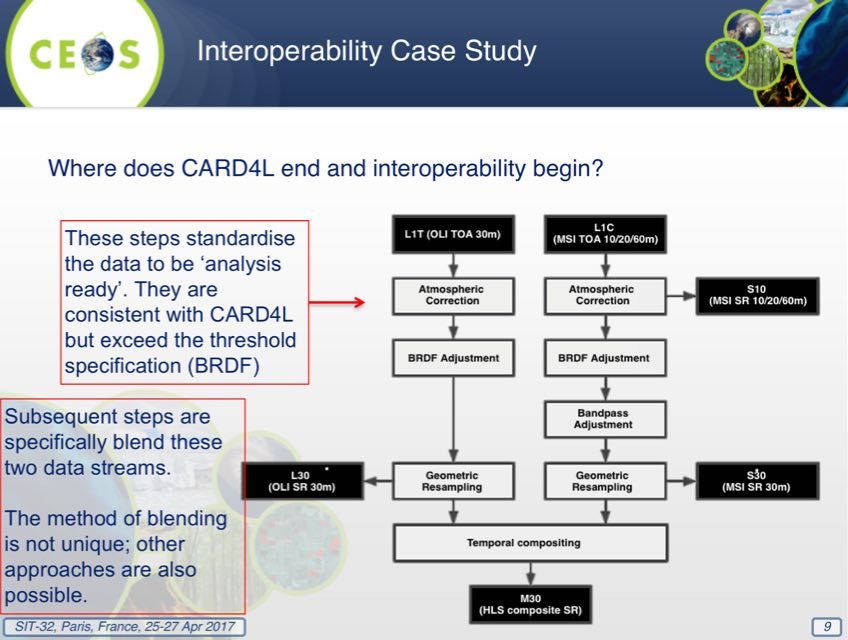 CEOS
Interoperability Case Study
Where does CARD4L end and interoperability begin?
These steps standardise
the data to be ‘analysis
ready’. They are
consistent with CARD4L
but exceed the threshold
specification (BRDF)
Subsequent steps are
specifically blend these
two data streams.
The method of blending
is not unique; other
approaches are also
possible.
L1T (OLI TOA 30m)
L1C
(MSI TOA 10/20/60m)
Atmospheric
Correction
Atmospheric
Correction
S10
(MSI SR 10/20/60m)
BRDF Adjustment
BRDF Adjustment
Bandpass
Adjustment
L30 *
(OLI SR 30m)
Geometric
Resampling
Geometric
Resampling
S30 *
(MSI SR 30m)
Temporal compositing
M30
(HLS composite SR)
SIT-32, Paris, France, 25-27 Apr 2017
9